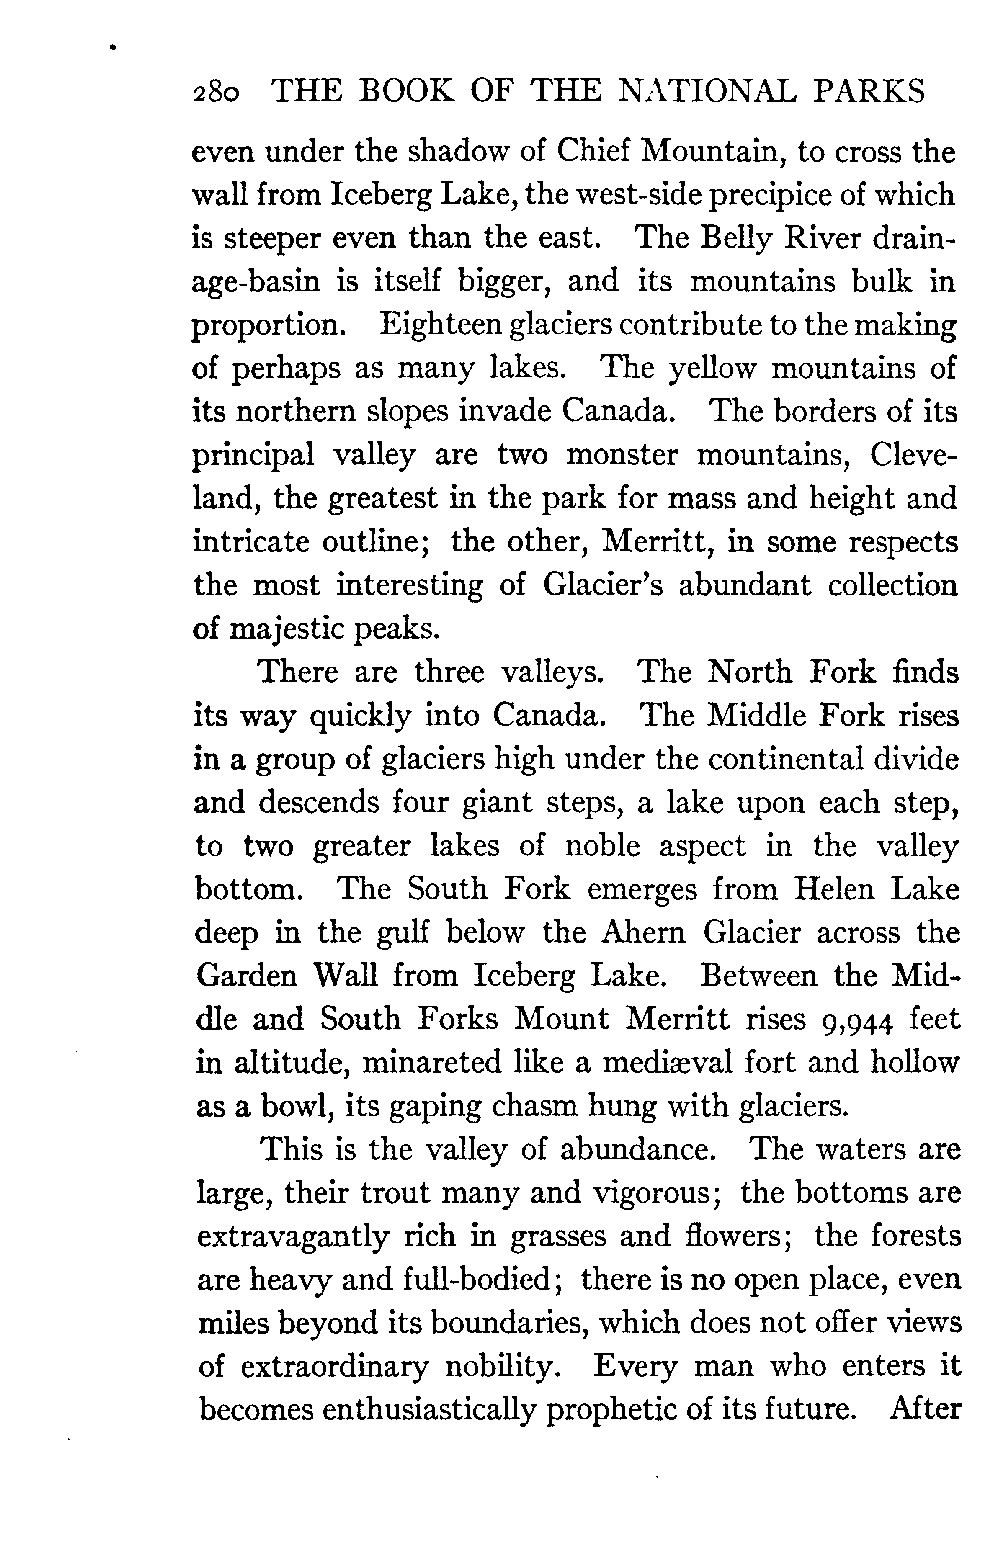 280 THE BOOK OF THE NATIONAL PARKS
even under the shadow of Chief Mountain, to cross the
wall from Iceberg Lake, the west-side precipice of which
is steeper even than the east. The Belly River drain-
age-basin is itself bigger, and its mountains bulk in
proportion. Eighteen glaciers contribute to the making
of perhaps as many lakes. The yellow mountains of
its northern slopes invade Canada. The borders of its
principal valley are two monster mountains, Cleve-
land, the greatest in the park for mass and height and
intricate outline; the other, Merritt, in some respects
the most interesting of Glacier's abundant collection
of majestic peaks.
There are three valleys. The North Fork finds
its way quickly into Canada. The Middle Fork rises
in a group of glaciers high under the continental divide
and descends four giant steps, a lake upon each step,
to two greater lakes of noble aspect in the valley
bottom. The South Fork emerges from Helen Lake
deep in the gulf below the Ahern Glacier across the
Garden Wall from Iceberg Lake. Between the Mid-
dle and South Forks Mount Merritt rises 9,944 feet
in altitude, minareted like a mediæval fort and hollow
as a bowl, its gaping chasm hung with glaciers.
This is the valley of abundance. The waters are
large, their trout many and vigorous; the bottoms are
extravagantly rich in grasses and flowers; the forests
are heavy and full-bodied; there is no open place, even
miles beyond its boundaries, which does not offer views
of extraordinary nobility. Every man who enters it
becomes enthusiastically prophetic of its future. After